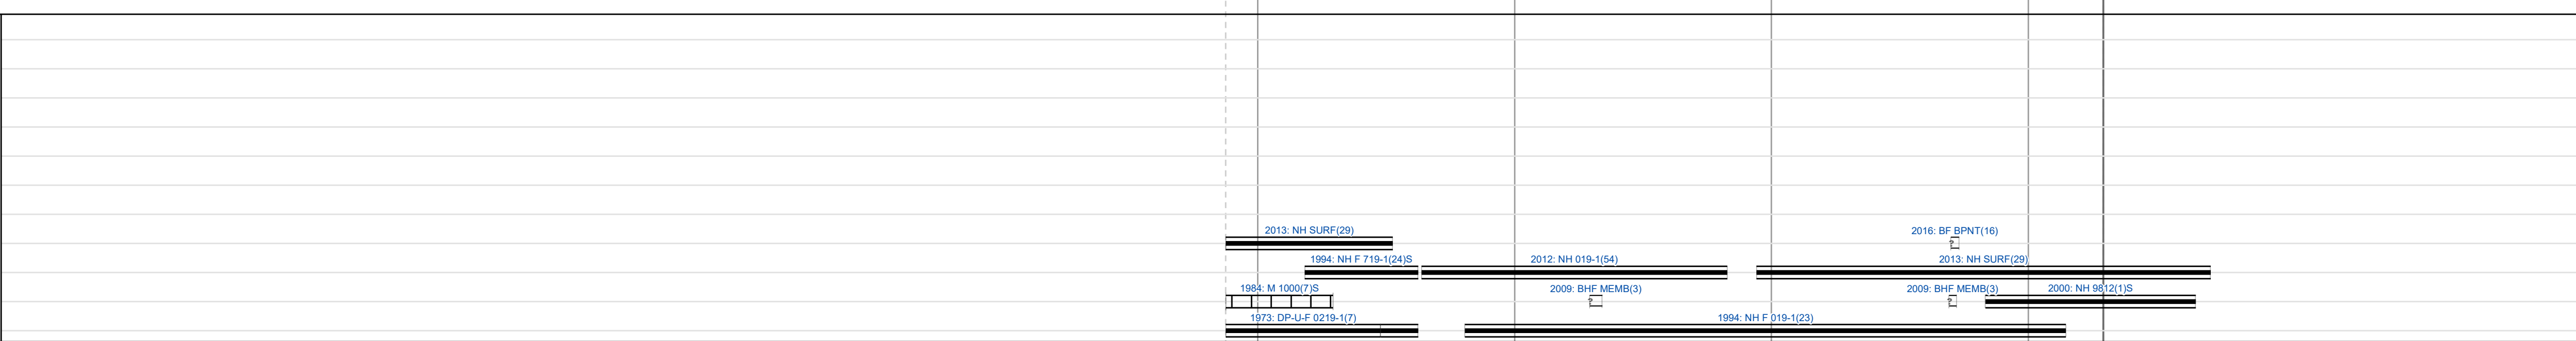 2013: NH SURF(29)
2016: BF BPNT(16)
1994: NH F 719-1(24)S
2012: NH 019-1(54)
2013: NH SURF(29)
1984: M 1000(7)S
2009: BHF MEMB(3)
2009: BHF MEMB(3)
2000: NH 9812(1)S
1973: DP-U-F 0219-1(7)
1994: NH F 019-1(23)